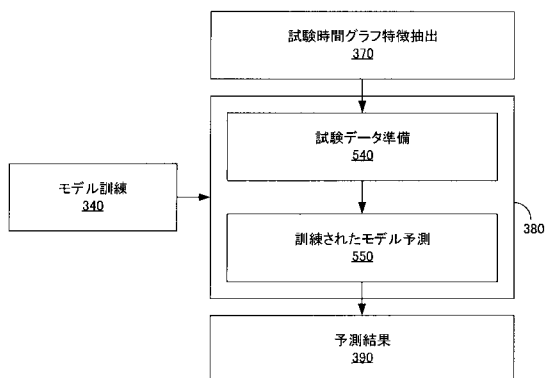 試験時間グラフ特徴抽出
370
試験データ準備
540
モデル訓練
340
訓練されたモデル予測
550
380
予測結果
390